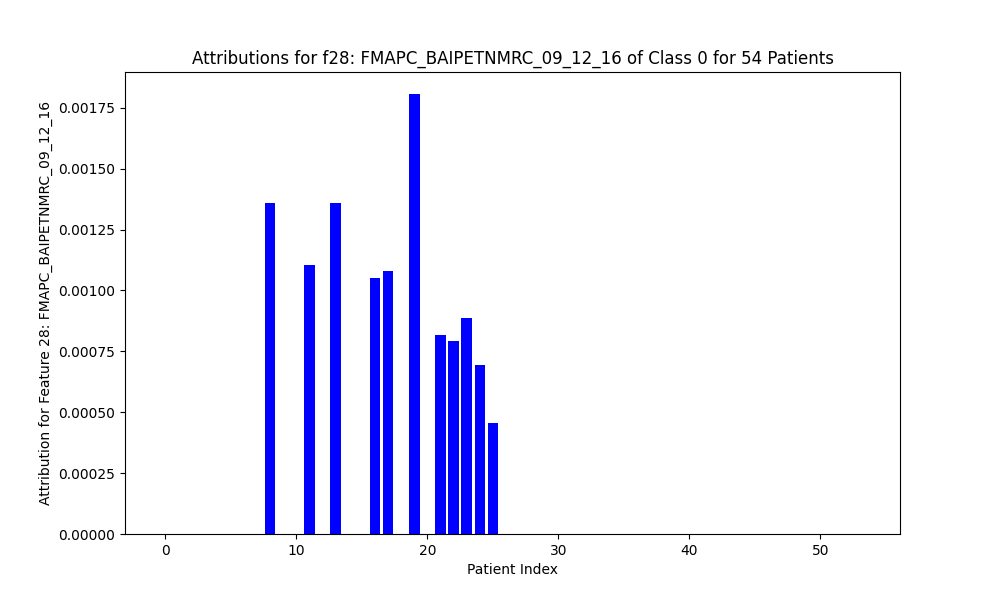 Attributions for f28: FMAPC_BAIPETNMRC_09_12_16 of Class 0 for 54 Patients
Attribution for Feature 28: FMAPC_BAIPETNMRC_09_12_16
0.00175
0.00150
0.00125
0.00100
0.00075
0.00050
0.00025
0.00000
0 10 20 30 40 50
Patient Index